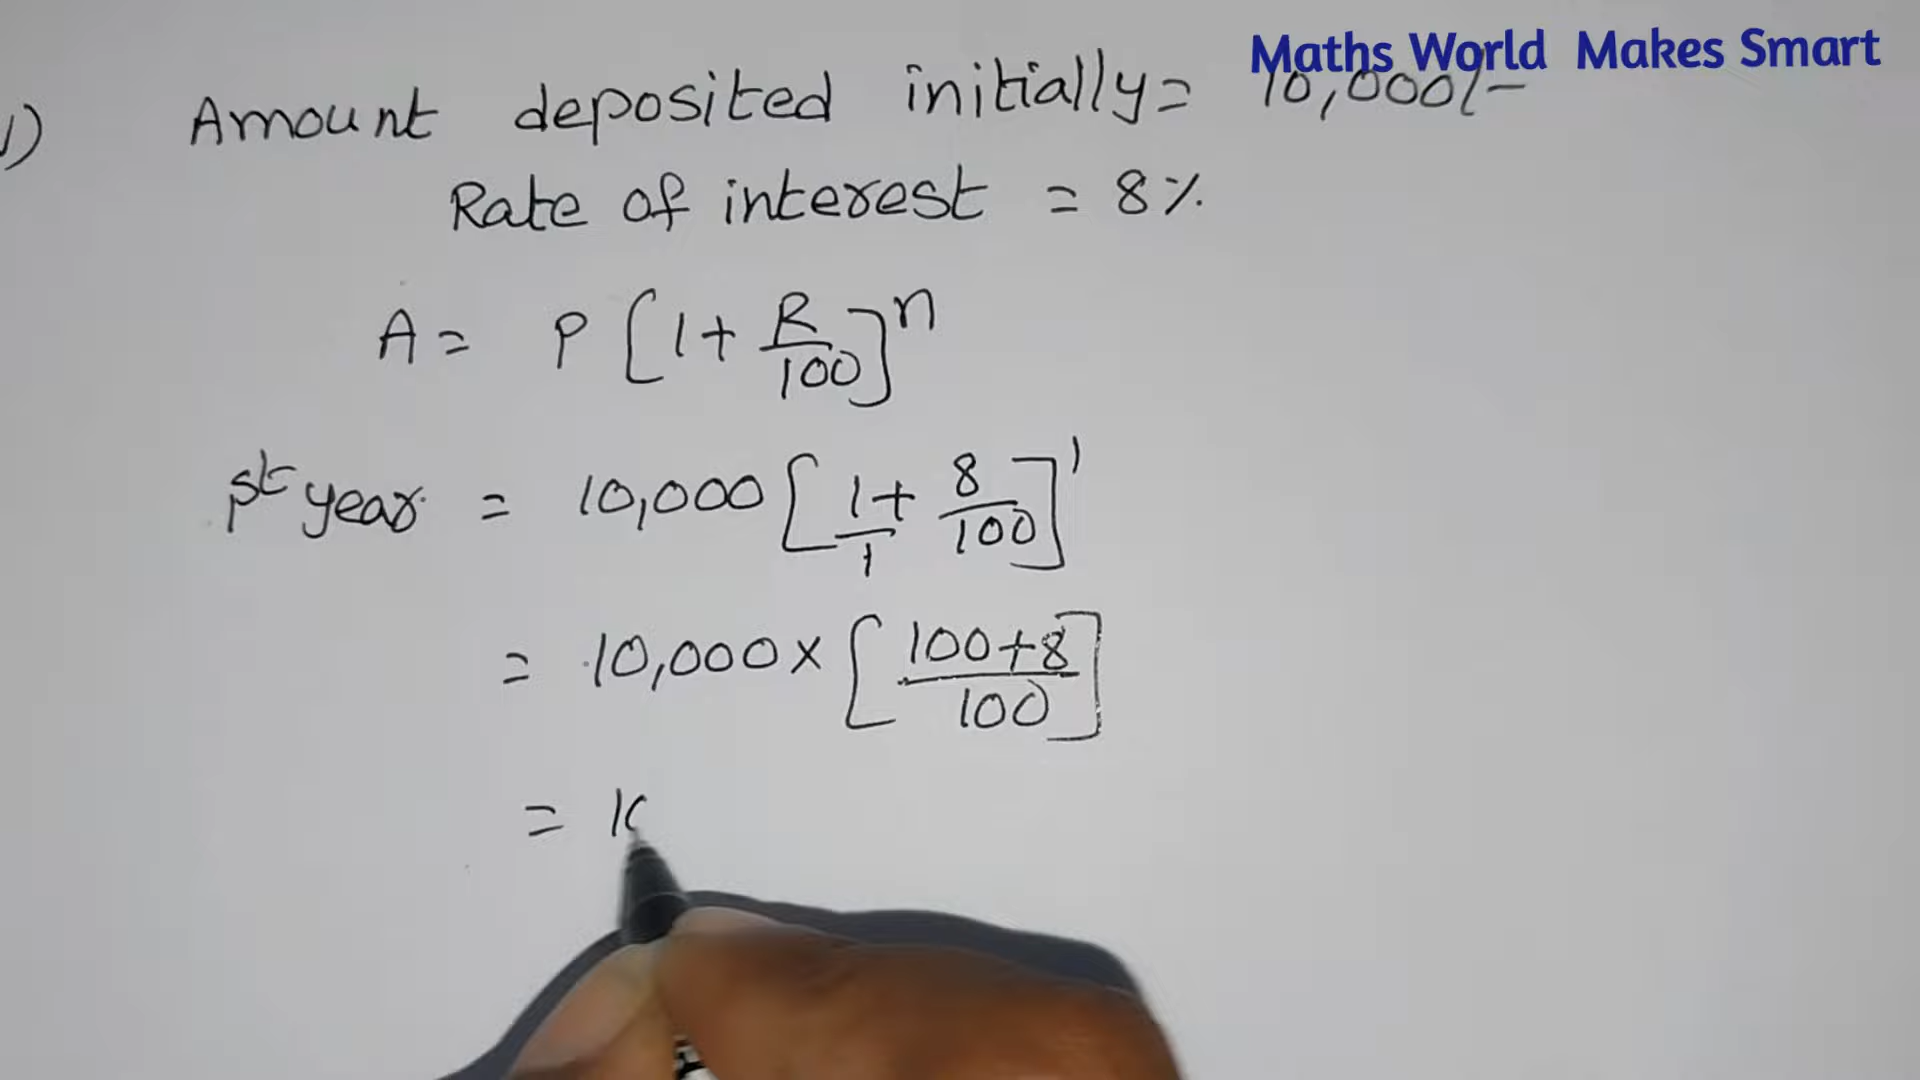 Maths World Makes Smart
1) Amount deposited initially = 10,000/-
Rate of interest = 8%
A = P [1 + R/100]^n
1st year = 10,000 [1/1 + 8/100]^1
= 10,000 × [100+8/100]
= 10